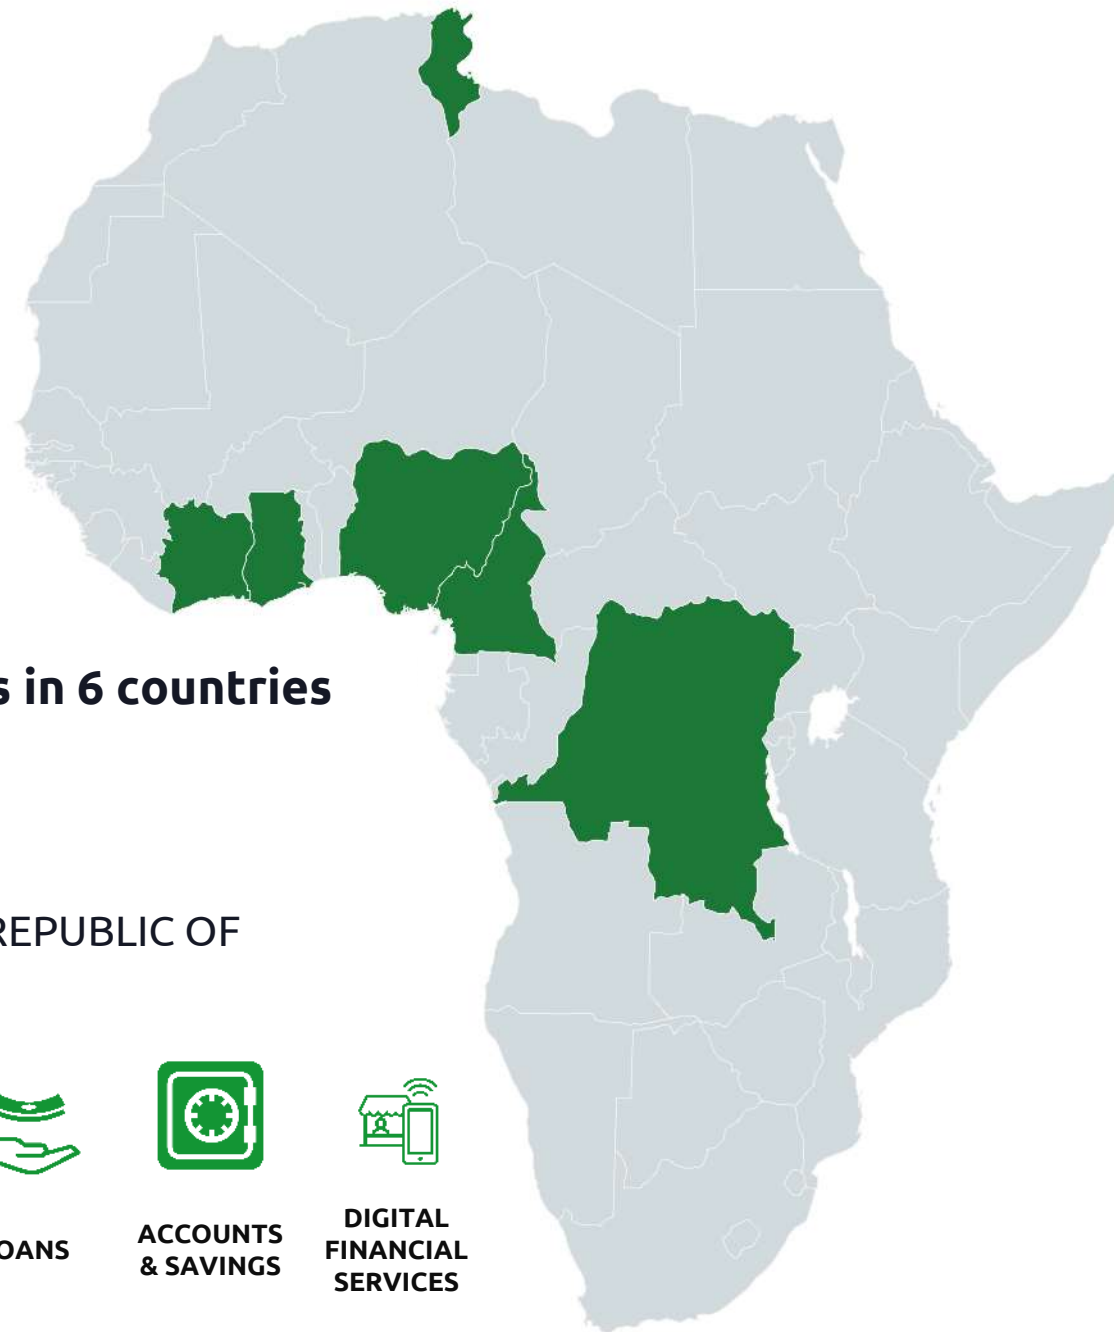 s in 6 countries
REPUBLIC OF
OANS
ACCOUNTS
& SAVINGS
DIGITAL
FINANCIAL
SERVICES